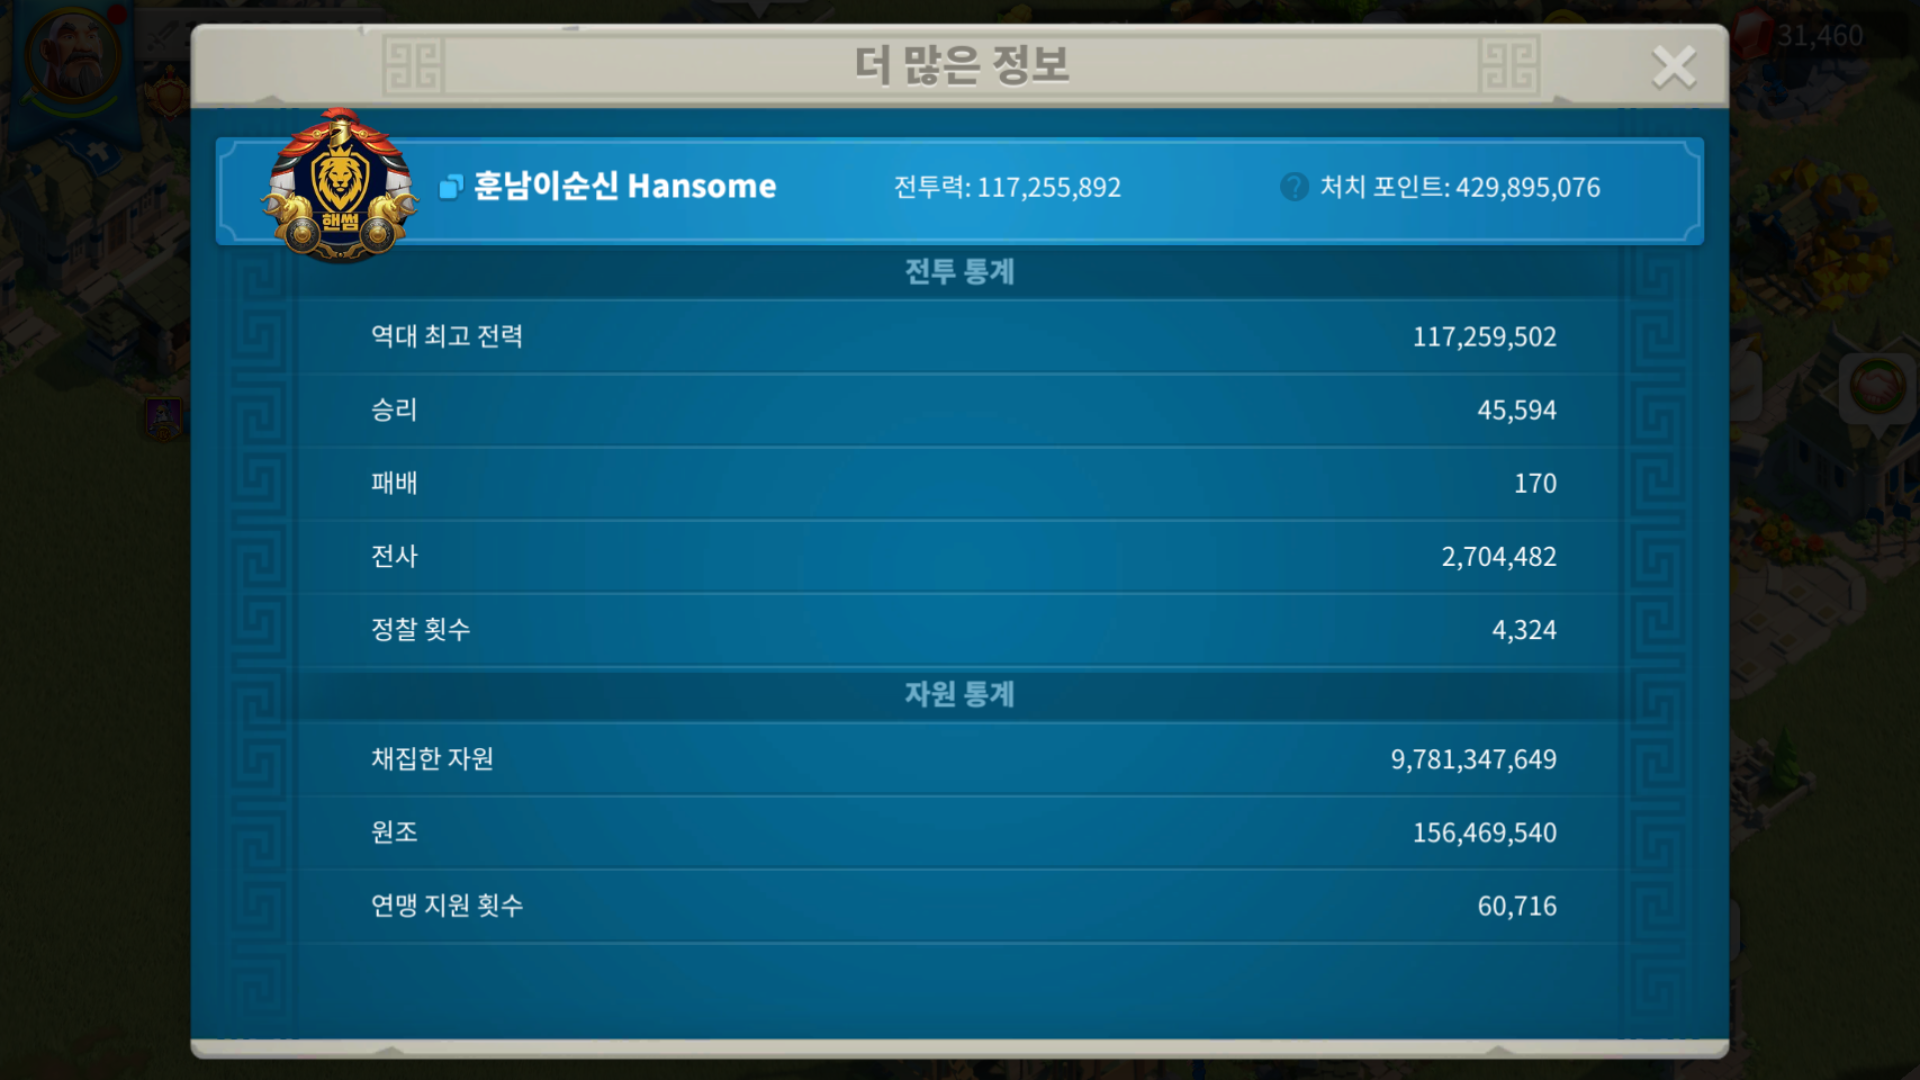 31,460
더 많은 정보
핸썸
훈남이순신 Hansome
전투력: 117,255,892
처치 포인트: 429,895,076
전투 통계
역대 최고 전력 117,259,502
승리 45,594
패배 170
전사 2,704,482
정찰 횟수 4,324
자원 통계
채집한 자원 9,781,347,649
원조 156,469,540
연맹 지원 횟수 60,716